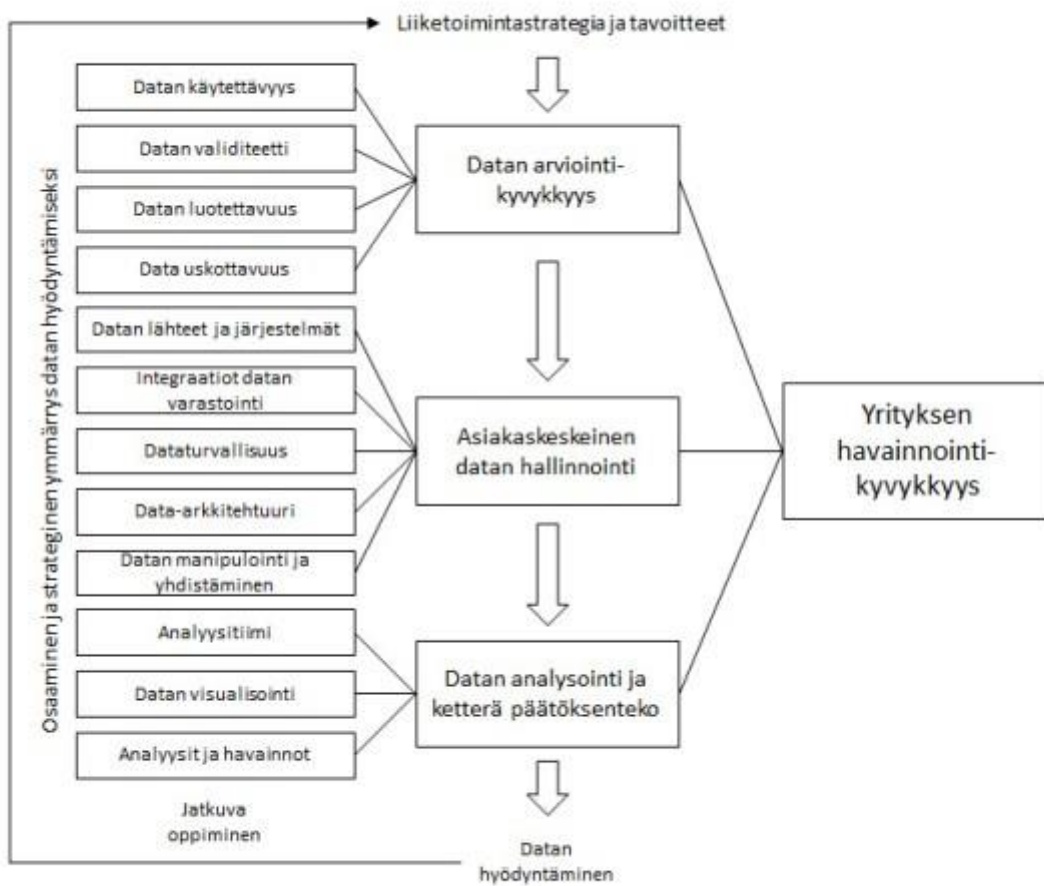 Liiketoimintastrategia ja tavoitteet
Osaaminen ja strateginen ymmärrys datan hyödyntämiseksi
Datan käytettävyys
Datan validiteetti
Datan luotettavuus
Data uskottavuus
Datan arviointi-
kyvykkyys
Datan lähteet ja järjestelmät
Integraatiot datan
varastointi
Dataturvallisuus
Data-arkkitehtuuri
Datan manipulointi ja
yhdistäminen
Asiakaskeskeinen
datan hallinnointi
Yrityksen
havainnointi-
kyvykkyys
Analyysitiimi
Datan visualisointi
Analyysit ja havainnot
Datan analysointi ja
ketterä päätöksenteko
Jatkuva
oppiminen
Datan
hyödyntäminen